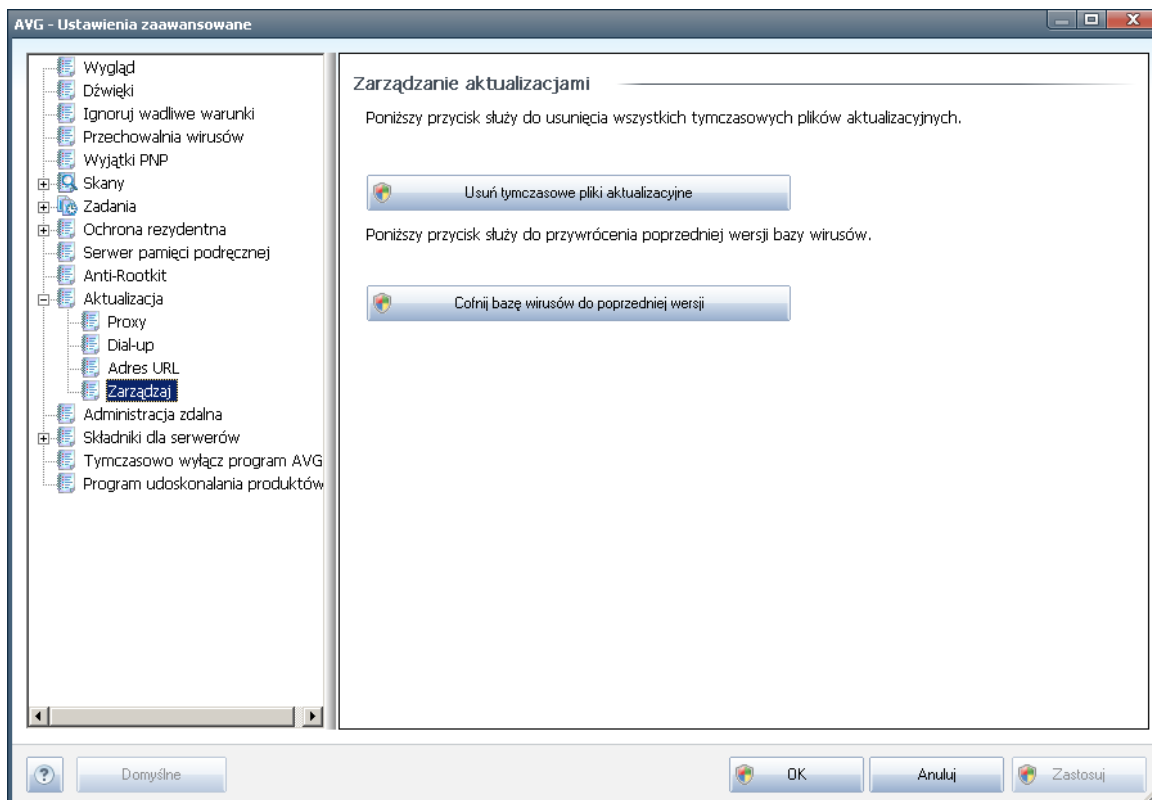 AVG - Ustawienia zaawansowane
Wygląd
Dźwięki
Ignoruj wadliwe warunki
Przechowalnia wirusów
Wyjątki PNP
Skany
Zadania
Ochrona rezydentna
Serwer pamięci podręcznej
Anti-Rootkit
Aktualizacja
Proxy
Dial-up
Adres URL
Zarządzaj
Administracja zdalna
Składniki dla serwerów
Tymczasowo wyłącz program AVG
Program udoskonalania produktów
Zarządzanie aktualizacjami
Poniższy przycisk służy do usunięcia wszystkich tymczasowych plików aktualizacyjnych.
Usuń tymczasowe pliki aktualizacyjne
Poniższy przycisk służy do przywrócenia poprzedniej wersji bazy wirusów.
Cofnij bazę wirusów do poprzedniej wersji
? Domyślne OK Anuluj Zastosuj